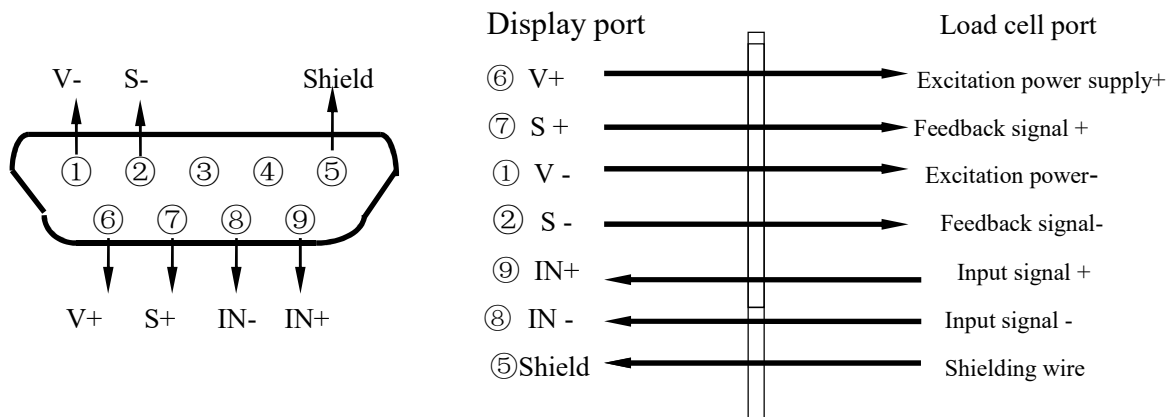 V- S- Shield
① ② ③ ④ ⑤
⑥ ⑦ ⑧ ⑨
V+ S+ IN- IN+
Display port Load cell port
⑥ V+ Excitation power supply+
⑦ S + Feedback signal +
① V - Excitation power-
② S - Feedback signal-
⑨ IN+ Input signal +
⑧ IN - Input signal -
⑤Shield Shielding wire